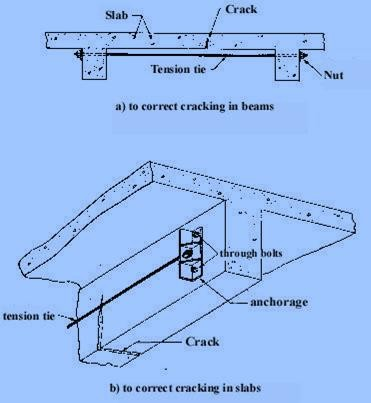 Slab
Crack
Tension tie
Nut
a) to correct cracking in beams
through bolts
anchorage
tension tie
Crack
b) to correct cracking in slabs